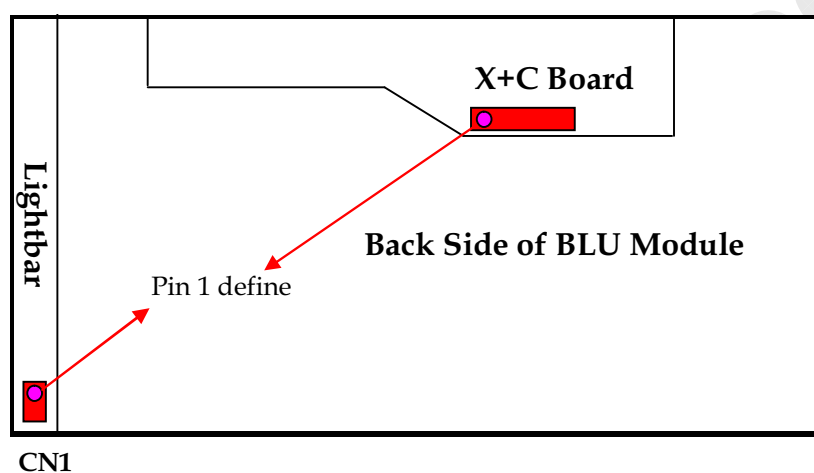 X+C Board
Lightbar
Back Side of BLU Module
Pin 1 define
CN1